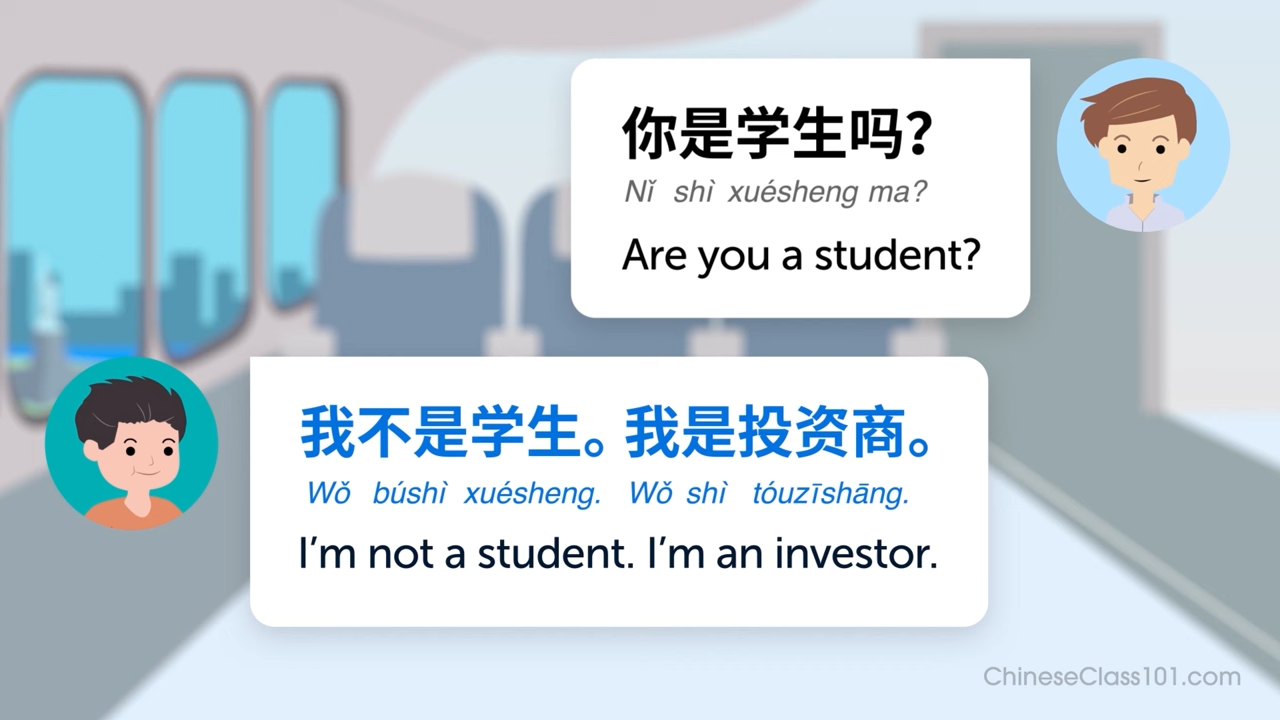 你是学生吗？
Nǐ shì xuésheng ma?
Are you a student?
我不是学生。我是投资商。
Wǒ búshì xuésheng. Wǒ shì tóuzīshāng.
I’m not a student. I’m an investor.
ChineseClass101.com